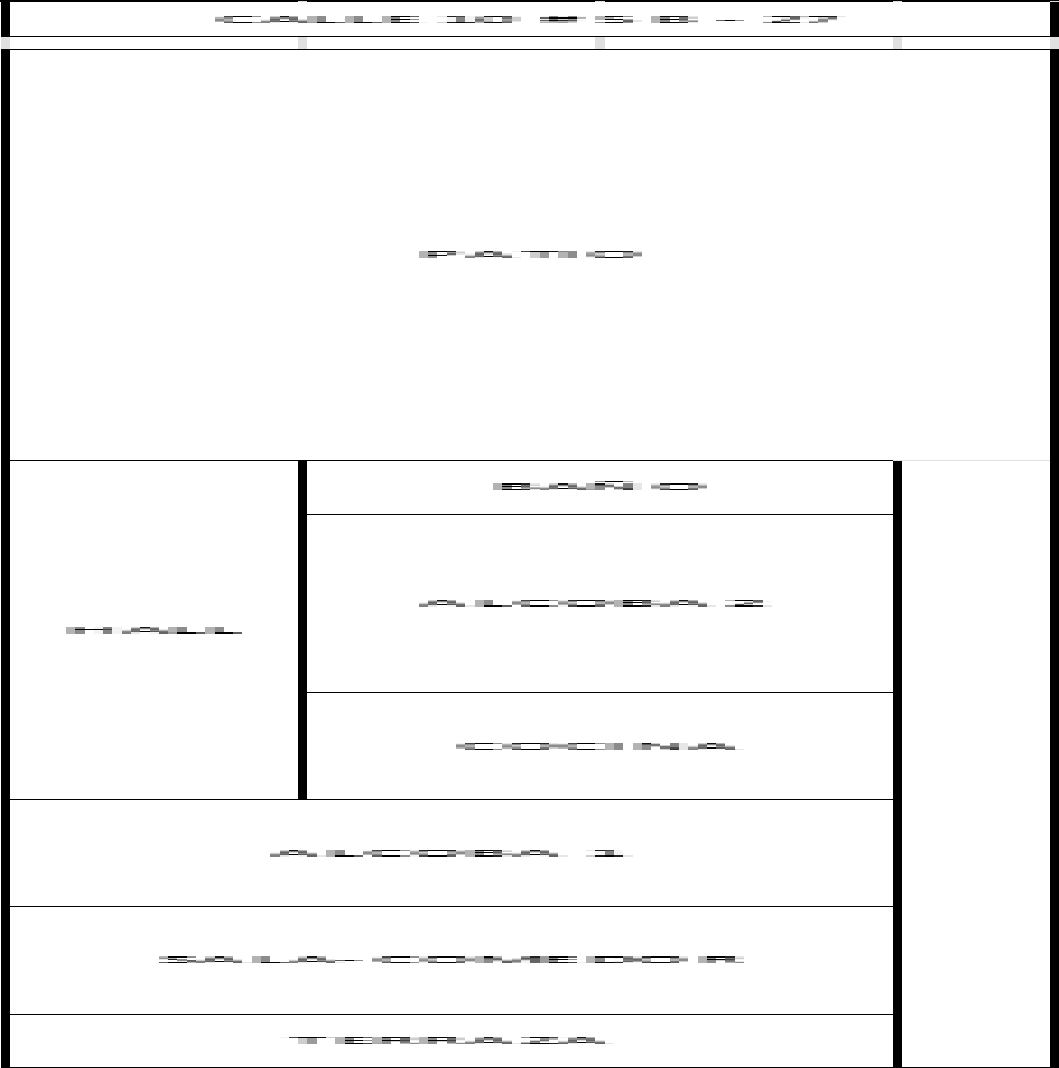 CALLE 10 # 5 B - 27
PATIO
BAÑO
ALCOBA 2
HALL
COCINA
ALCOBA 1
SALA-COMEDOR
TERRAZA